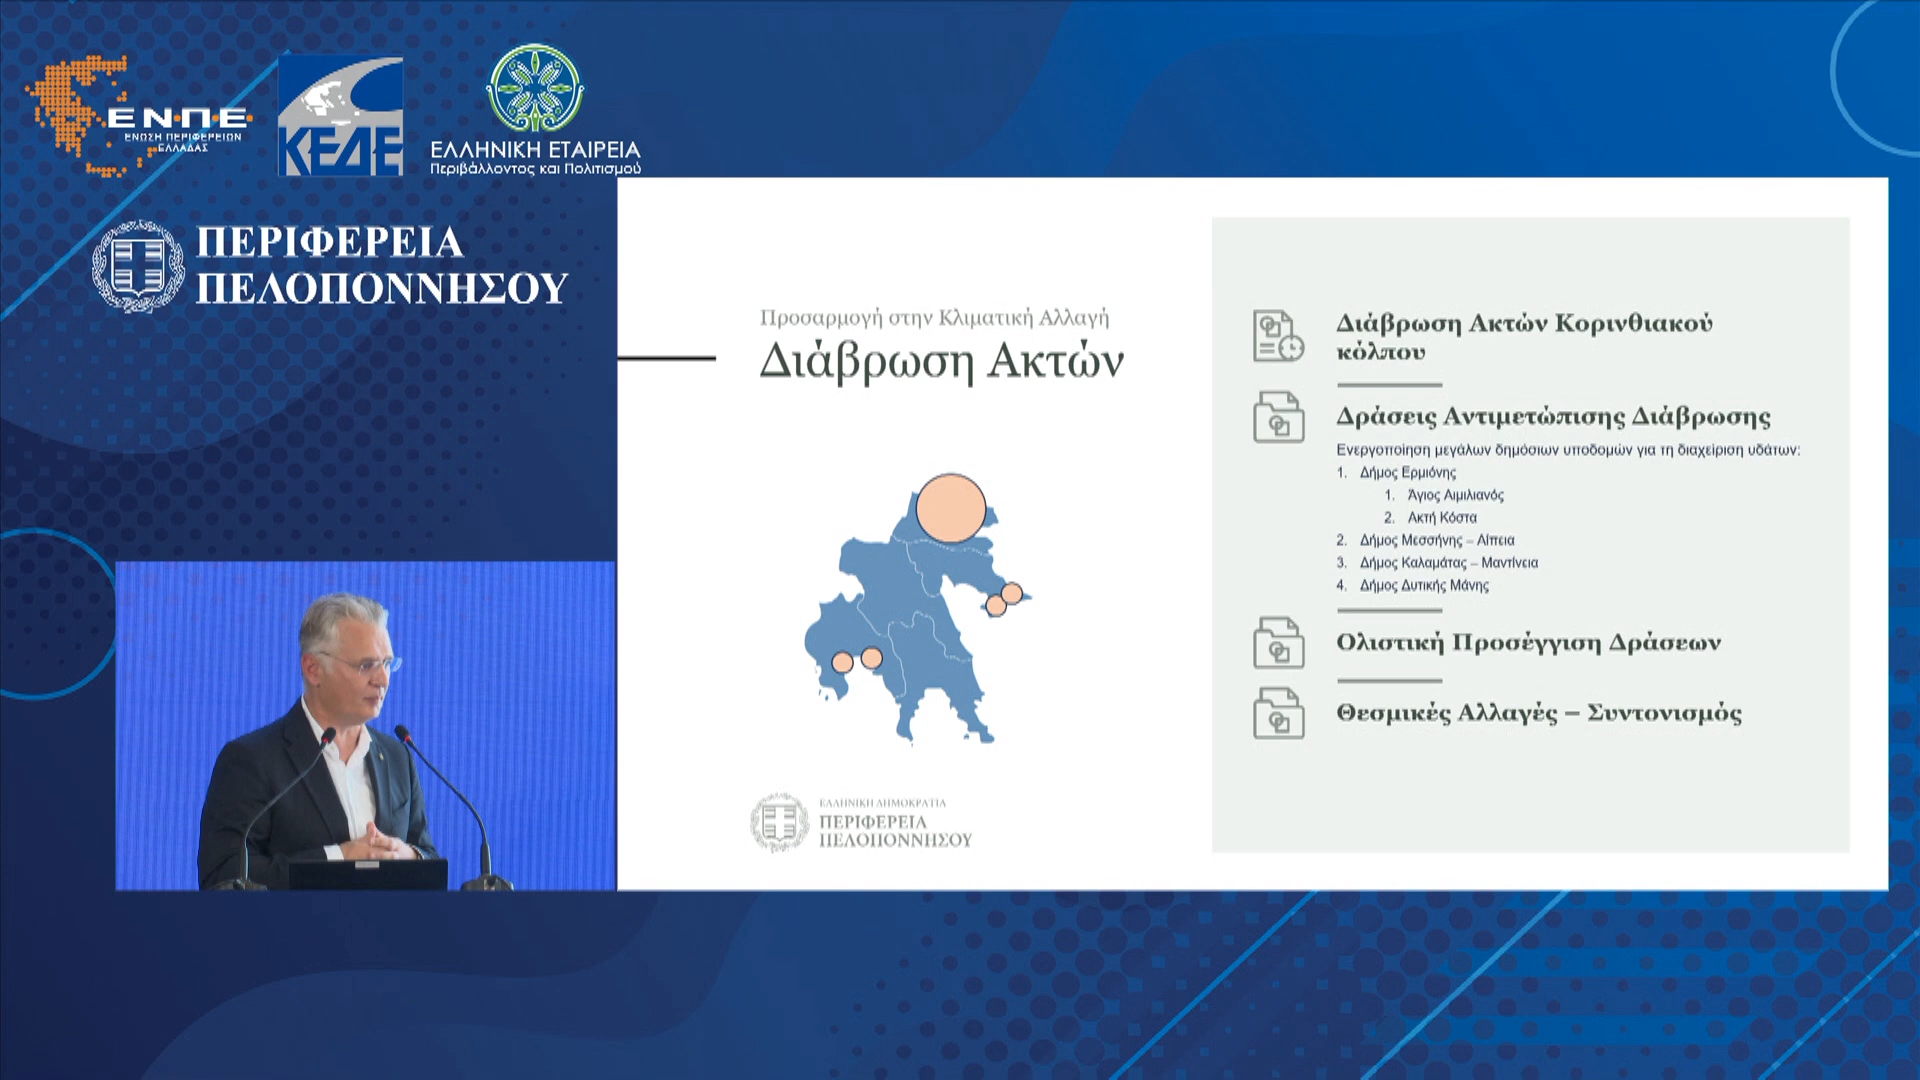 ΕΝΠΕ
ΕΝΩΣΗ ΠΕΡΙΦΕΡΕΙΩΝ
ΕΛΛΑΔΑΣ
ΚΕΔΕ
ΕΛΛΗΝΙΚΗ ΕΤΑΙΡΕΙΑ
Περιβάλλοντος και Πολιτισμού
ΠΕΡΙΦΕΡΕΙΑ
ΠΕΛΟΠΟΝΝΗΣΟΥ
Προσαρμογή στην Κλιματική Αλλαγή
Διάβρωση Ακτών
ΕΛΛΗΝΙΚΗ ΔΗΜΟΚΡΑΤΙΑ
ΠΕΡΙΦΕΡΕΙΑ
ΠΕΛΟΠΟΝΝΗΣΟΥ
Διάβρωση Ακτών Κορινθιακού
κόλπου
Δράσεις Αντιμετώπισης Διάβρωσης
Ενεργοποίηση μεγάλων δημόσιων υποδομών για τη διαχείριση υδάτων:
1. Δήμος Ερμιόνης
1. Άγιος Αιμιλιανός
2. Ακτή Κόστα
2. Δήμος Μεσσήνης – Αίπεια
3. Δήμος Καλαμάτας – Μαντίνεια
4. Δήμος Δυτικής Μάνης
Ολιστική Προσέγγιση Δράσεων
Θεσμικές Αλλαγές – Συντονισμός